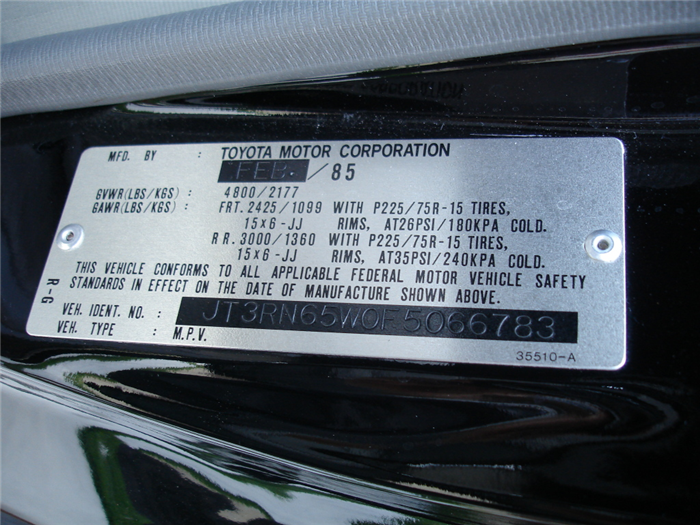 MFD. BY : TOYOTA MOTOR CORPORATION
FEB. /85
GVWR(LBS/KGS) : 4800/2177
GAWR(LBS/KGS) : FRT. 2425/1099 WITH P225/75R-15 TIRES,
15x6-JJ RIMS, AT26PSI/180KPA COLD.
RR. 3000/1360 WITH P225/75R-15 TIRES,
15x6-JJ RIMS, AT35PSI/240KPA COLD.
THIS VEHICLE CONFORMS TO ALL APPLICABLE FEDERAL MOTOR VEHICLE SAFETY
STANDARDS IN EFFECT ON THE DATE OF MANUFACTURE SHOWN ABOVE.
R-G
VEH. IDENT. NO. : JT3RN65W0F5066783
VEH. TYPE : M.P.V.
35510-A